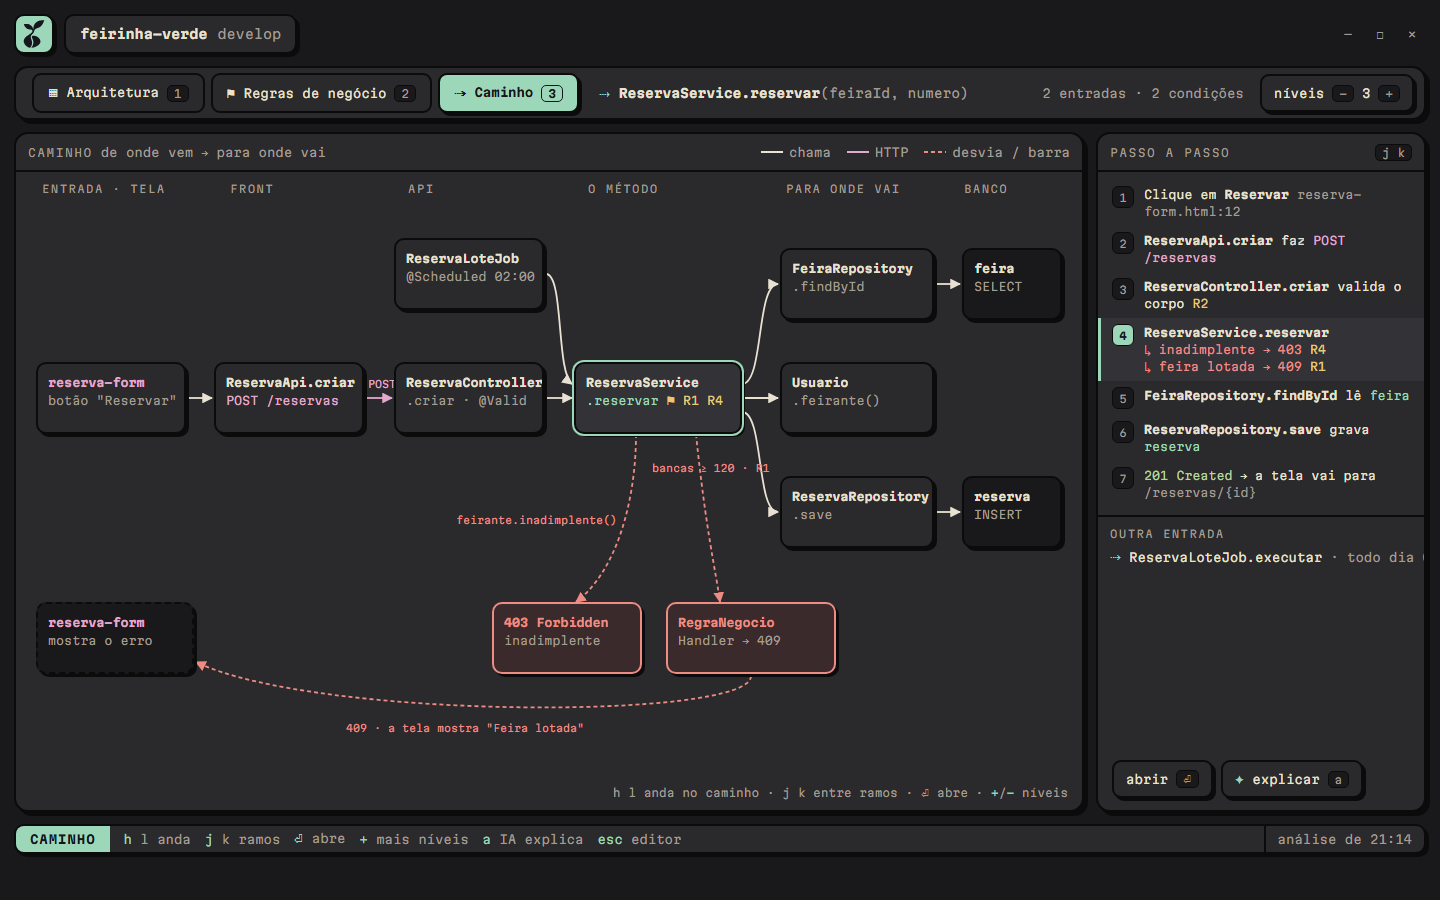 feirinha-verde develop
Arquitetura 1
Regras de negócio 2
Caminho 3
ReservaService.reservar(feiraId, numero)
2 entradas · 2 condições
níveis − 3 +
CAMINHO de onde vem → para onde vai
chama
HTTP
desvia / barra
ENTRADA · TELA
FRONT
API
O MÉTODO
PARA ONDE VAI
BANCO
ReservaLoteJob
@Scheduled 02:00
FeiraRepository
.findById
feira
SELECT
reserva-form
botão "Reservar"
ReservaApi.criar
POST /reservas
POST
ReservaController
.criar · @Valid
ReservaService
.reservar ⚑ R1 R4
Usuario
.feirante()
bancas ≥ 120 · R1
ReservaRepository
.save
reserva
INSERT
feirante.inadimplente()
reserva-form
mostra o erro
403 Forbidden
inadimplente
RegraNegocio
Handler → 409
409 · a tela mostra "Feira lotada"
h l anda no caminho · j k entre ramos · ⏎ abre · +/− níveis
PASSO A PASSO
j k
1 Clique em Reservar reserva-
form.html:12
2 ReservaApi.criar faz POST
/reservas
3 ReservaController.criar valida o
corpo R2
4 ReservaService.reservar
↳ inadimplente → 403 R4
↳ feira lotada → 409 R1
5 FeiraRepository.findById lê feira
6 ReservaRepository.save grava
reserva
7 201 Created → a tela vai para
/reservas/{id}
OUTRA ENTRADA
⇢ ReservaLoteJob.executar · todo dia
abrir ⏎
✦ explicar a
CAMINHO
h l anda j k ramos ⏎ abre + mais níveis a IA explica esc editor
análise de 21:14